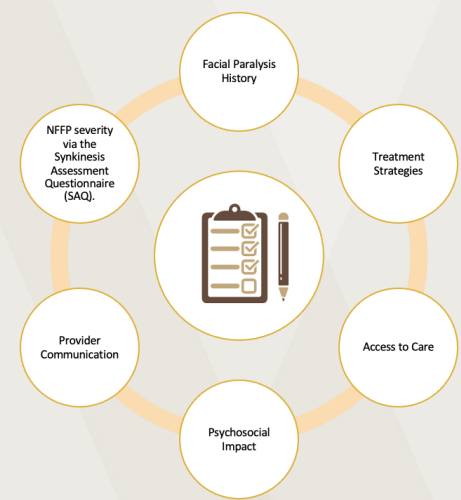 Facial Paralysis
History
Treatment
Strategies
Access to Care
Psychosocial
Impact
Provider
Communication
NFFP severity
via the
Synkinesis
Assessment
Questionnaire
(SAQ).